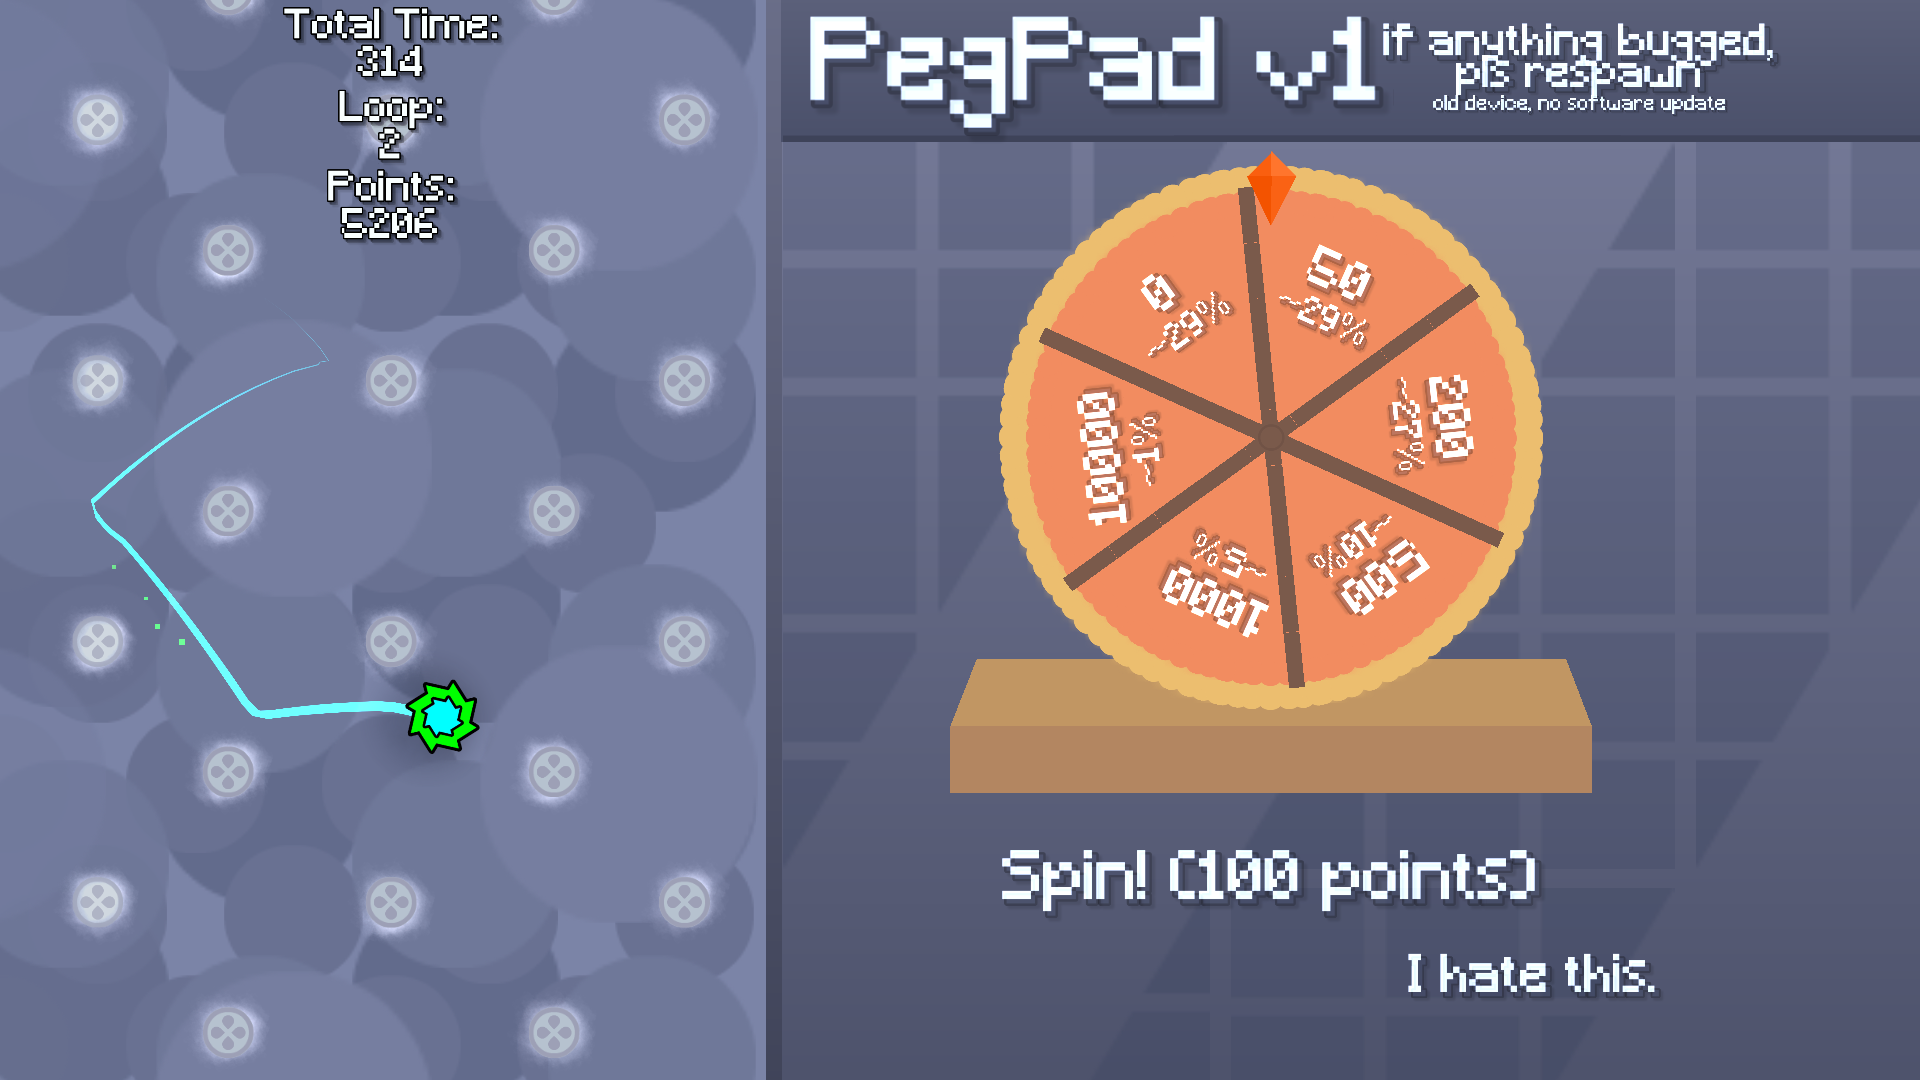 Total Time:
314
Loop:
2
Points:
5206
PegPad v1
if anything bugged,
pls respawn
old device, no software update
0
~29%
50
~29%
200
~27%
500
~10%
1000
~5%
100000
~1%
Spin! (100 points)
I hate this.